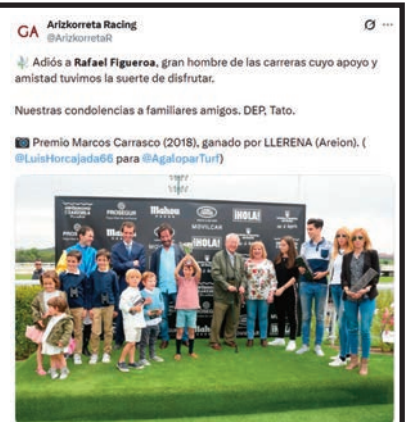 GA
Arizkorreta Racing
@ArizkorretaR
Adiós a Rafael Figueroa, gran hombre de las carreras cuyo apoyo y
amistad tuvimos la suerte de disfrutar.
Nuestras condolencias a familiares amigos. DEP, Tato.
Premio Marcos Carrasco (2018), ganado por LLERENA (Areion). (
@LuisHorcajada66 para @AgaloparTurf)
PROSEGUR
Mahou
¡HOLA!
MOVILCAR
¡HOLA!